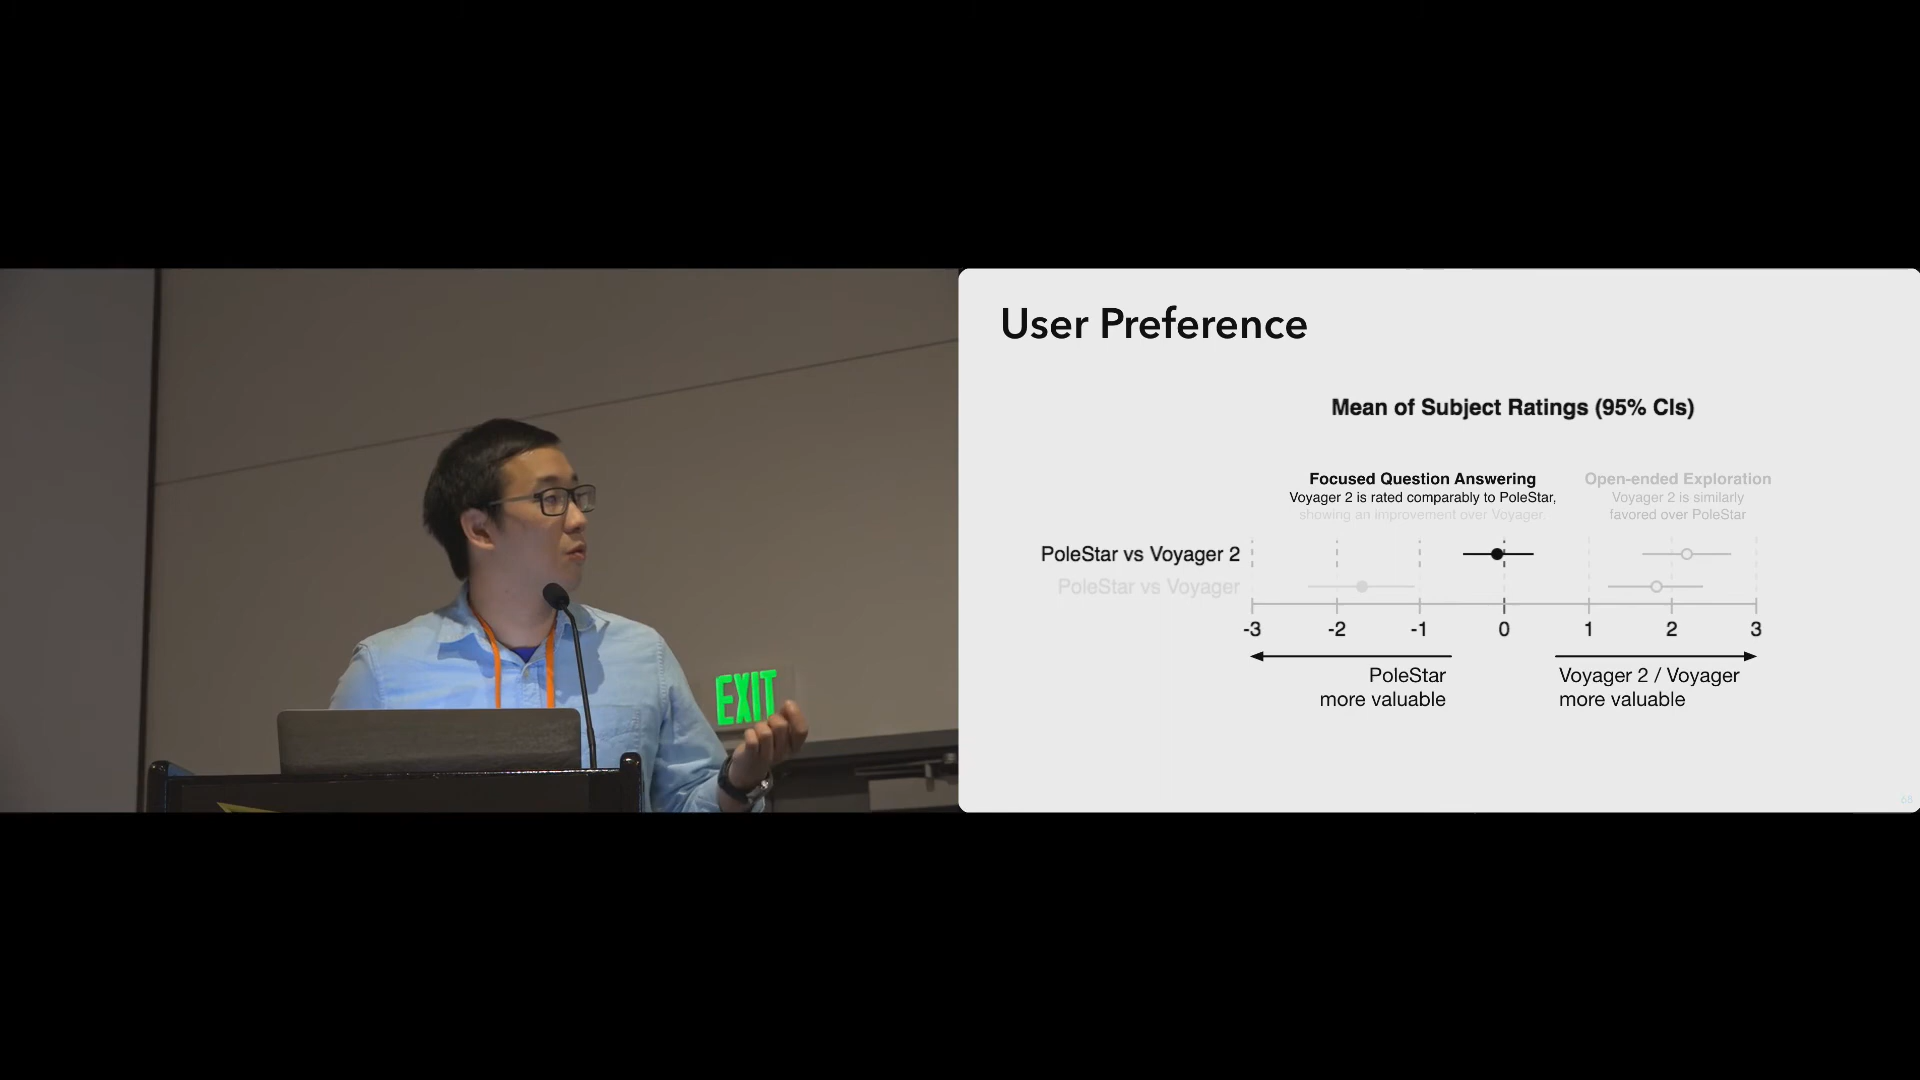 EXIT
User Preference
Mean of Subject Ratings (95% CIs)
Focused Question Answering
Voyager 2 is rated comparably to PoleStar,
showing an improvement over Voyager.
Open-ended Exploration
Voyager 2 is similarly
favored over PoleStar
PoleStar vs Voyager 2
PoleStar vs Voyager
-3 -2 -1 0 1 2 3
PoleStar
more valuable
Voyager 2 / Voyager
more valuable